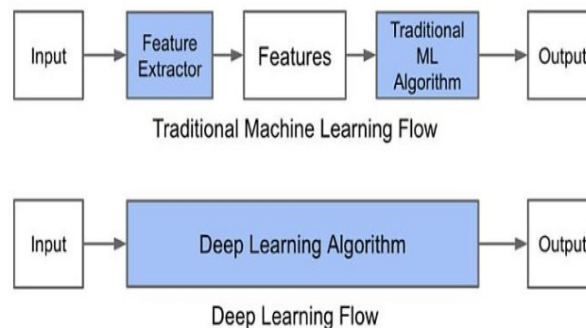 Input
Feature
Extractor
Features
Traditional
ML
Algorithm
Output
Traditional Machine Learning Flow
Input
Deep Learning Algorithm
Output
Deep Learning Flow